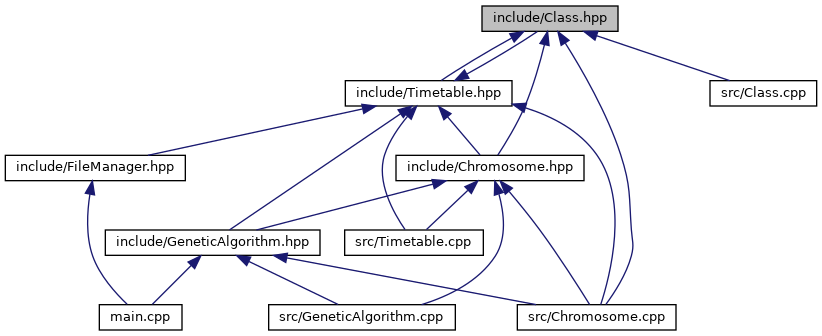 include/Class.hpp
include/Timetable.hpp
src/Class.cpp
include/FileManager.hpp
include/Chromosome.hpp
include/GeneticAlgorithm.hpp
src/Timetable.cpp
main.cpp
src/GeneticAlgorithm.cpp
src/Chromosome.cpp